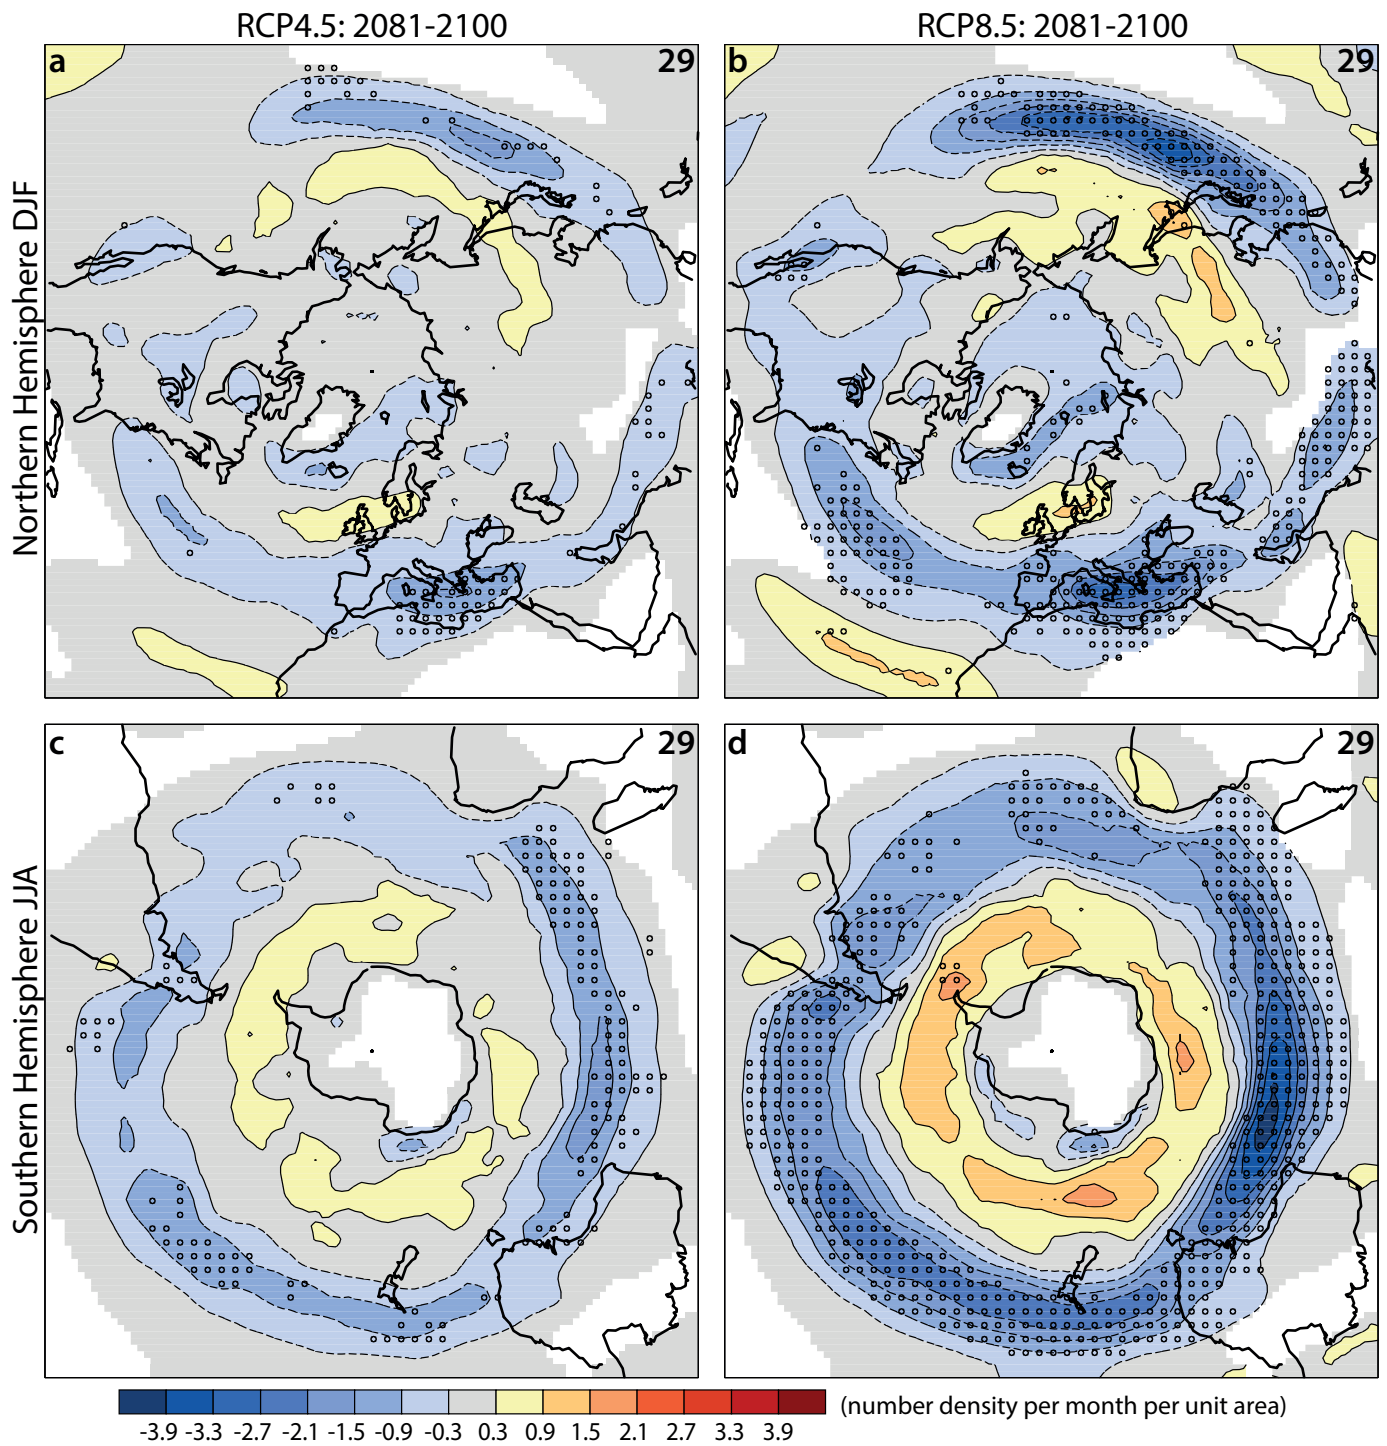 RCP4.5: 2081-2100
RCP8.5: 2081-2100
Northern Hemisphere DJF
a
29
b
29
Southern Hemisphere JJA
c
29
d
29
-3.9 -3.3 -2.7 -2.1 -1.5 -0.9 -0.3 0.3 0.9 1.5 2.1 2.7 3.3 3.9
(number density per month per unit area)